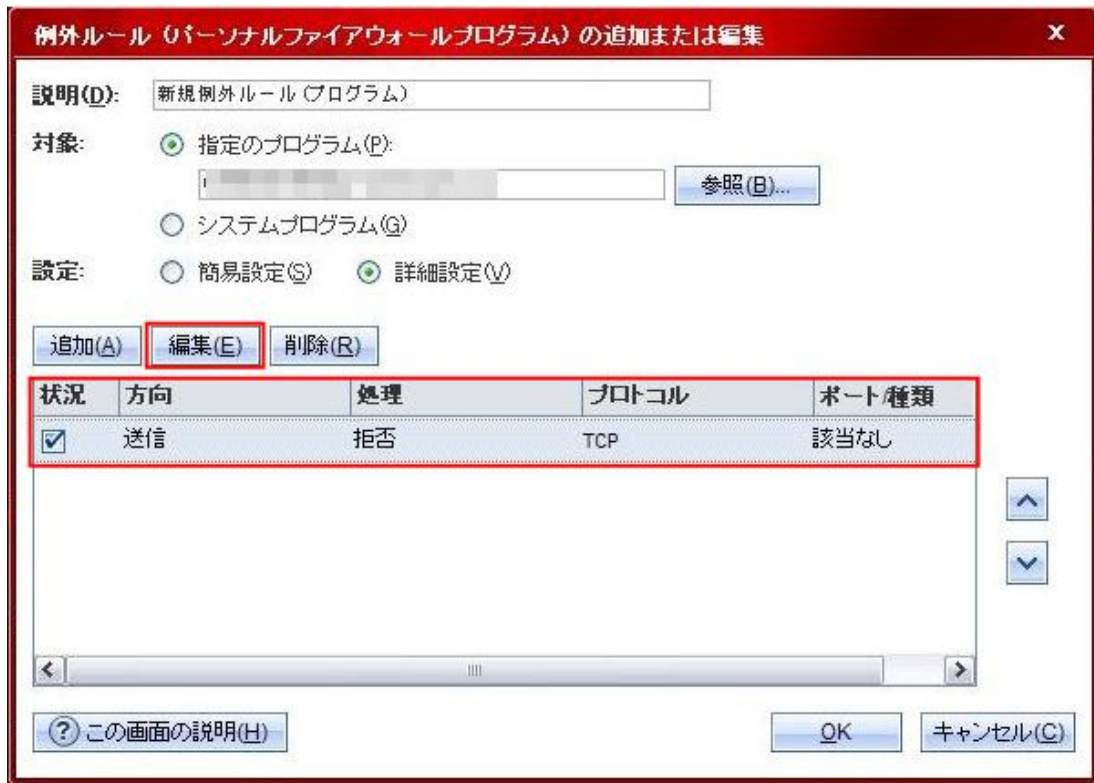 例外ルール（パーソナルファイアウォールプログラム）の追加または編集
説明(D): 新規例外ルール（プログラム）
対象: 指定のプログラム(P):
参照(B)...
システムプログラム(G)
設定: 簡易設定(S) 詳細設定(V)
追加(A) 編集(E) 削除(R)
状況 方向 処理 プロトコル ポート/種類
送信 拒否 TCP 該当なし
この画面の説明(H) OK キャンセル(C)